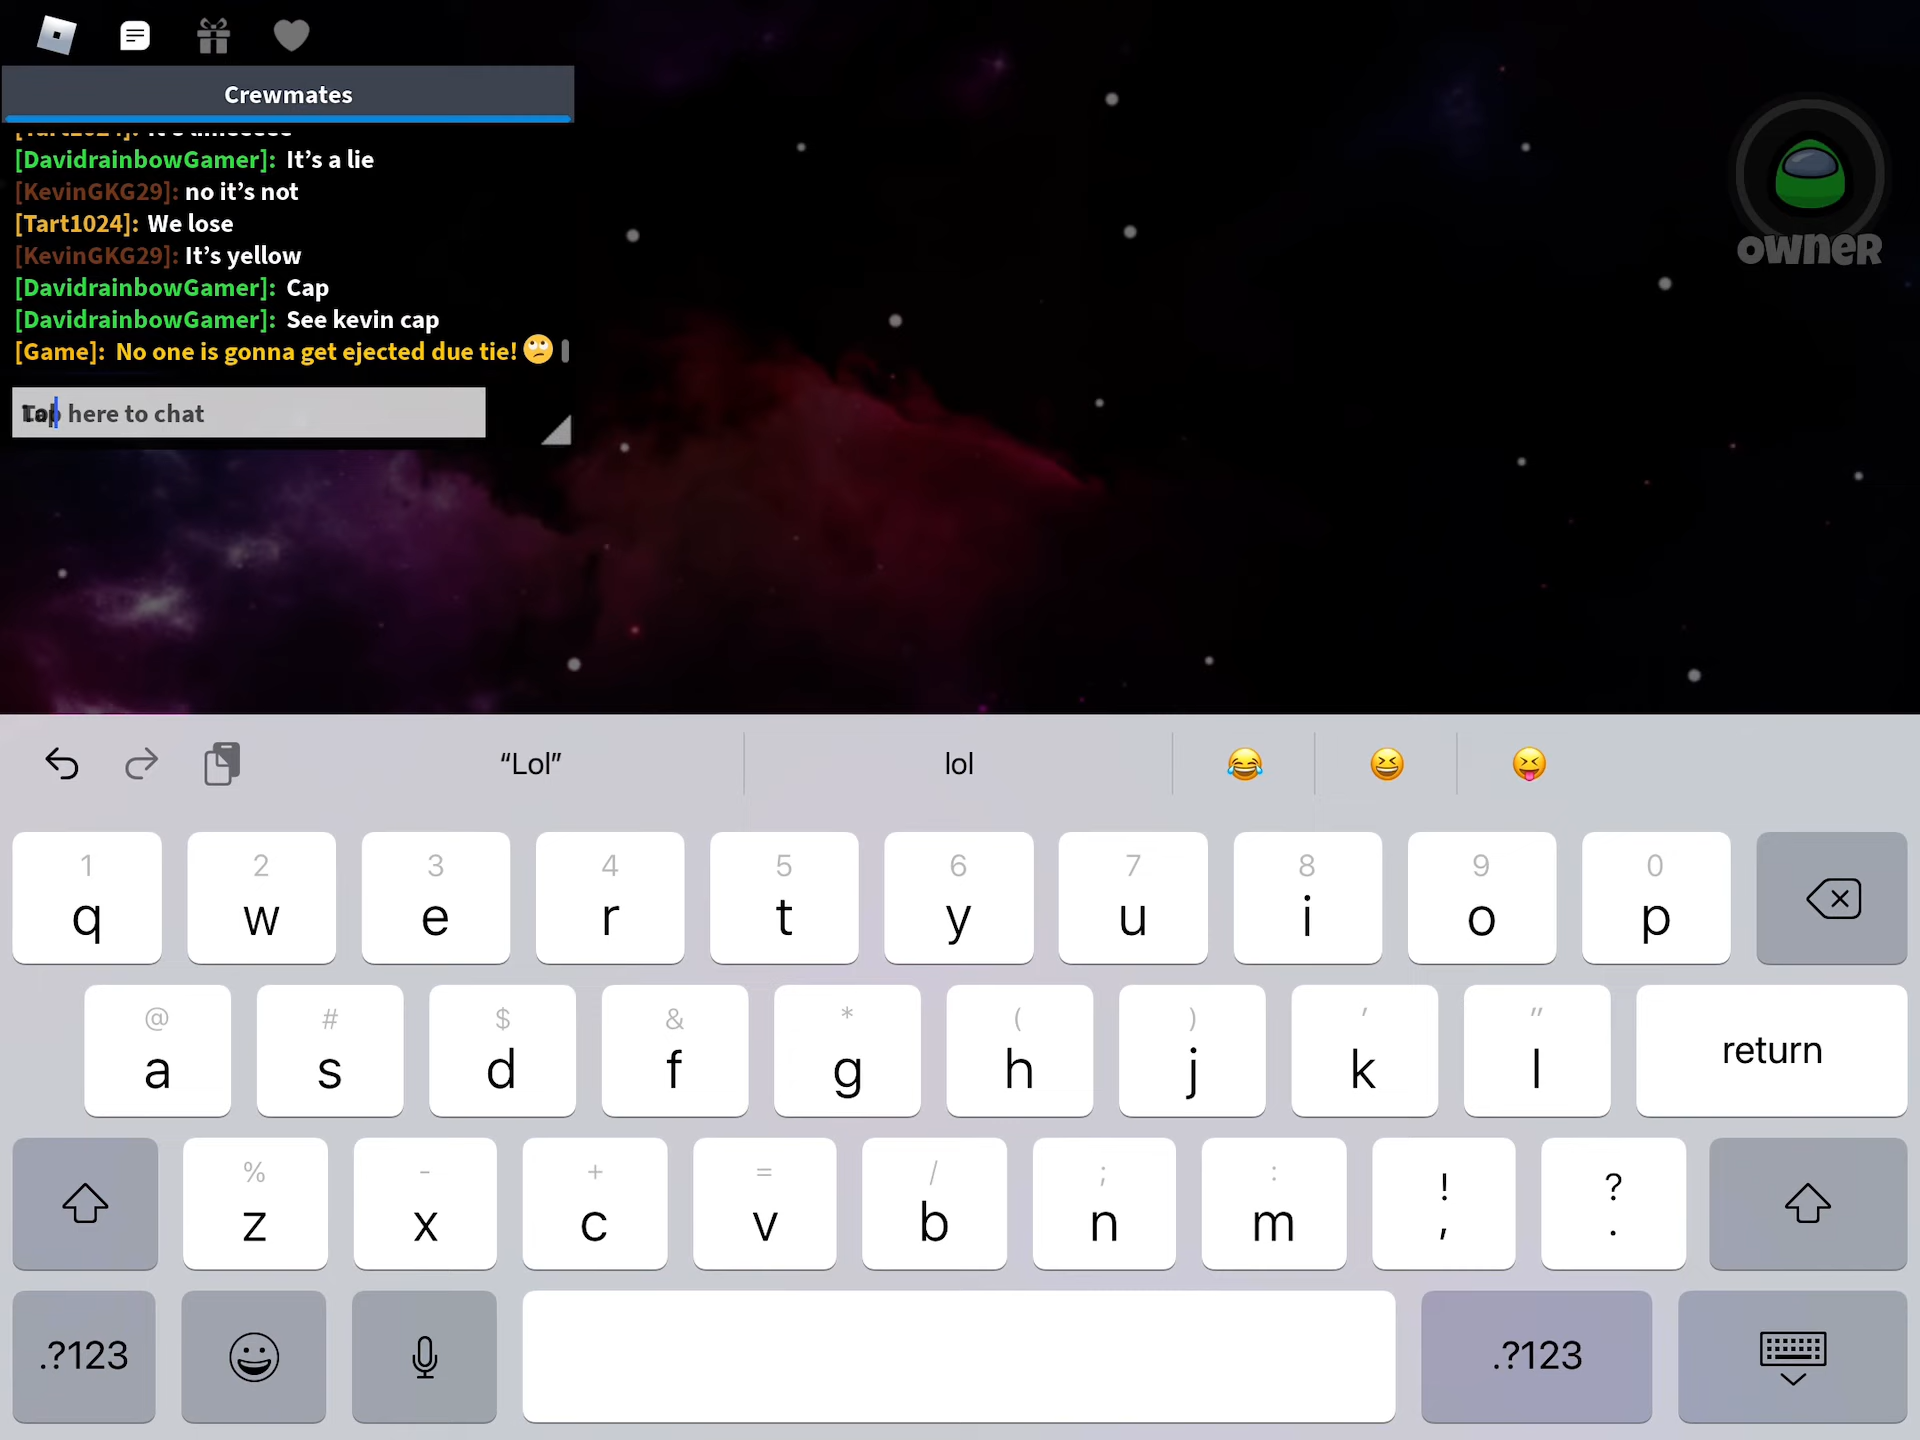 Crewmates
[DavidrainbowGamer]: It’s a lie
[KevinGKG29]: no it’s not
[Tart1024]: We lose
[KevinGKG29]: It’s yellow
[DavidrainbowGamer]: Cap
[DavidrainbowGamer]: See kevin cap
[Game]: No one is gonna get ejected due tie! 🙄
here to chat
OWNER
“Lol” lol 😂 😆 😝
1 2 3 4 5 6 7 8 9 0
q w e r t y u i o p
@ # $ & * ( ) ' "
a s d f g h j k l return
% - + = / ; : ! ?
z x c v b n m , .
.?123 .?123